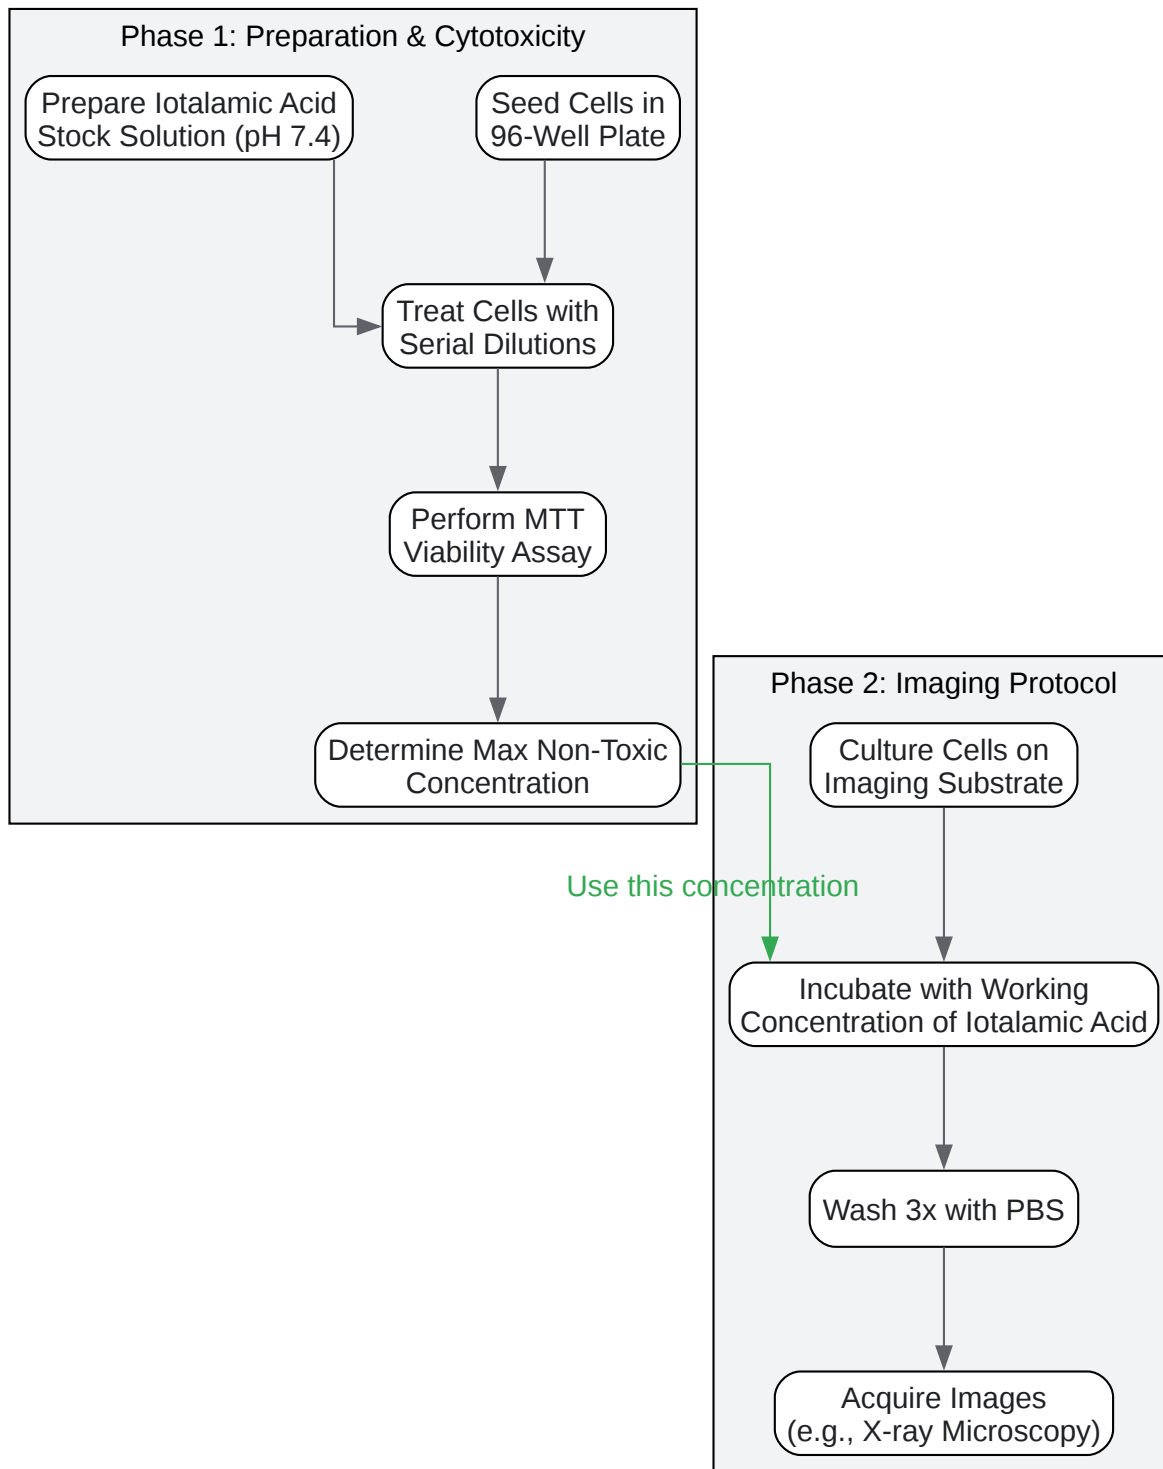 Phase 1: Preparation & Cytotoxicity
Prepare Iotalamic Acid
Stock Solution (pH 7.4)
Seed Cells in
96-Well Plate
Treat Cells with
Serial Dilutions
Perform MTT
Viability Assay
Determine Max Non-Toxic
Concentration
Use this concentration
Phase 2: Imaging Protocol
Culture Cells on
Imaging Substrate
Incubate with Working
Concentration of Iotalamic Acid
Wash 3x with PBS
Acquire Images
(e.g., X-ray Microscopy)